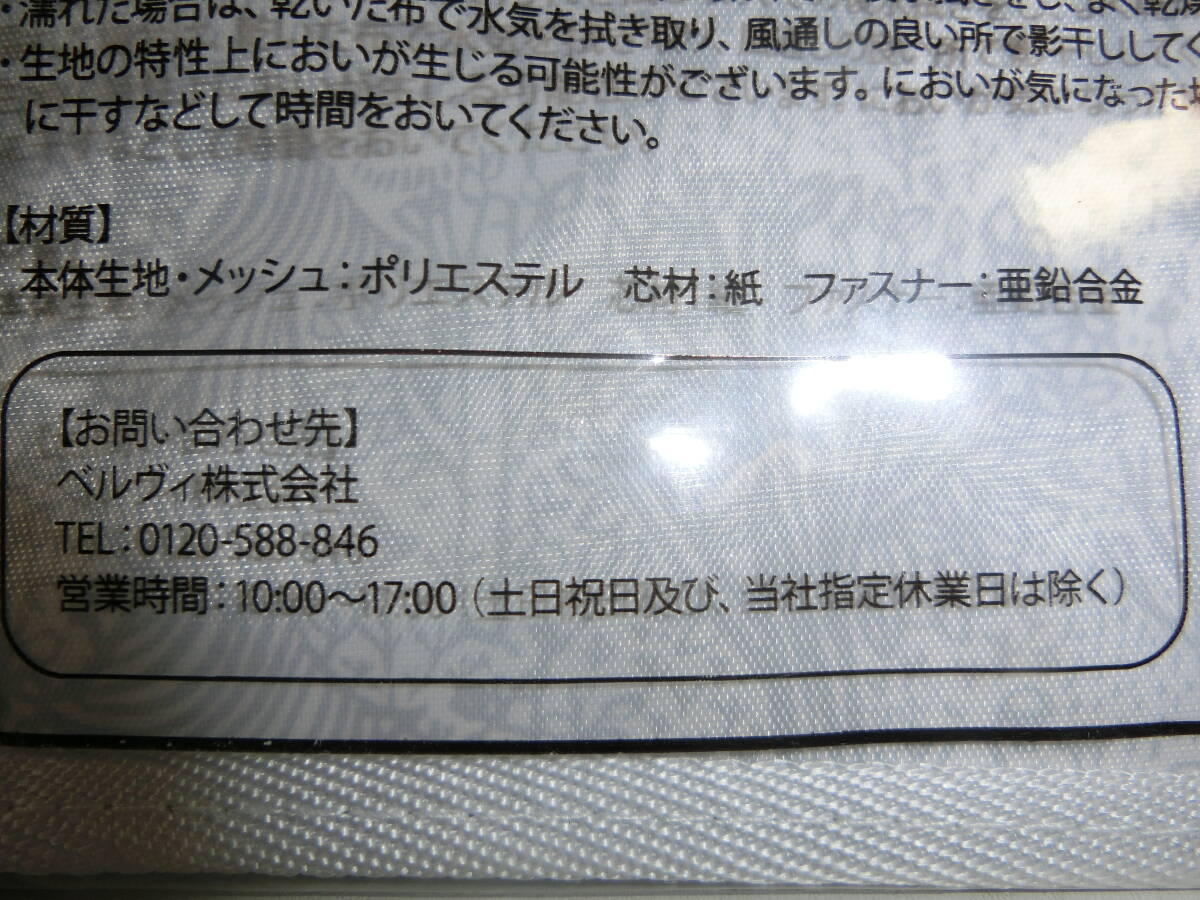 ・濡れた場合は、乾いた布で水気を拭き取り、風通しの良い所で影干ししてく
・生地の特性上においが生じる可能性がございます。においが気になった
に干すなどして時間をおいてください。
【材質】
本体生地・メッシュ：ポリエステル　芯材：紙　ファスナー：亜鉛合金
【お問い合わせ先】
ベルヴィ株式会社
TEL：0120-588-846
営業時間：10:00～17:00（土日祝日及び、当社指定休業日は除く）